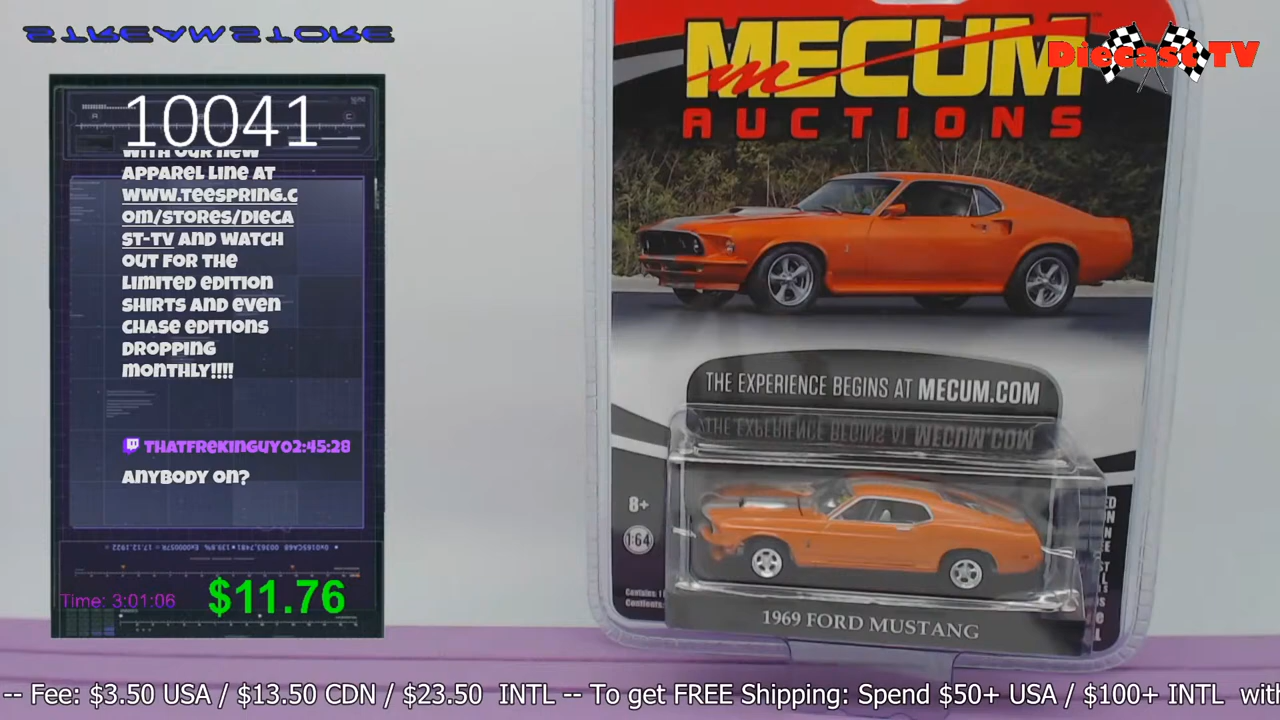 STREAMSTORE
10041
WITH OUR NEW
APPAREL LINE AT
WWW.TEESPRING.C
OM/STORES/DIECA
ST-TV AND WATCH
OUT FOR THE
LIMITED EDITION
SHIRTS AND EVEN
CHASE EDITIONS
DROPPING
MONTHLY!!!!
THATFREKINGUY02:45:28
ANYBODY ON?
Time: 3:01:06
$11.76
MECUM
AUCTIONS
Diecast TV
THE EXPERIENCE BEGINS AT MECUM.COM
8+
1:64
1969 FORD MUSTANG
-- Fee: $3.50 USA / $13.50 CDN / $23.50 INTL -- To get FREE Shipping: Spend $50+ USA / $100+ INTL with